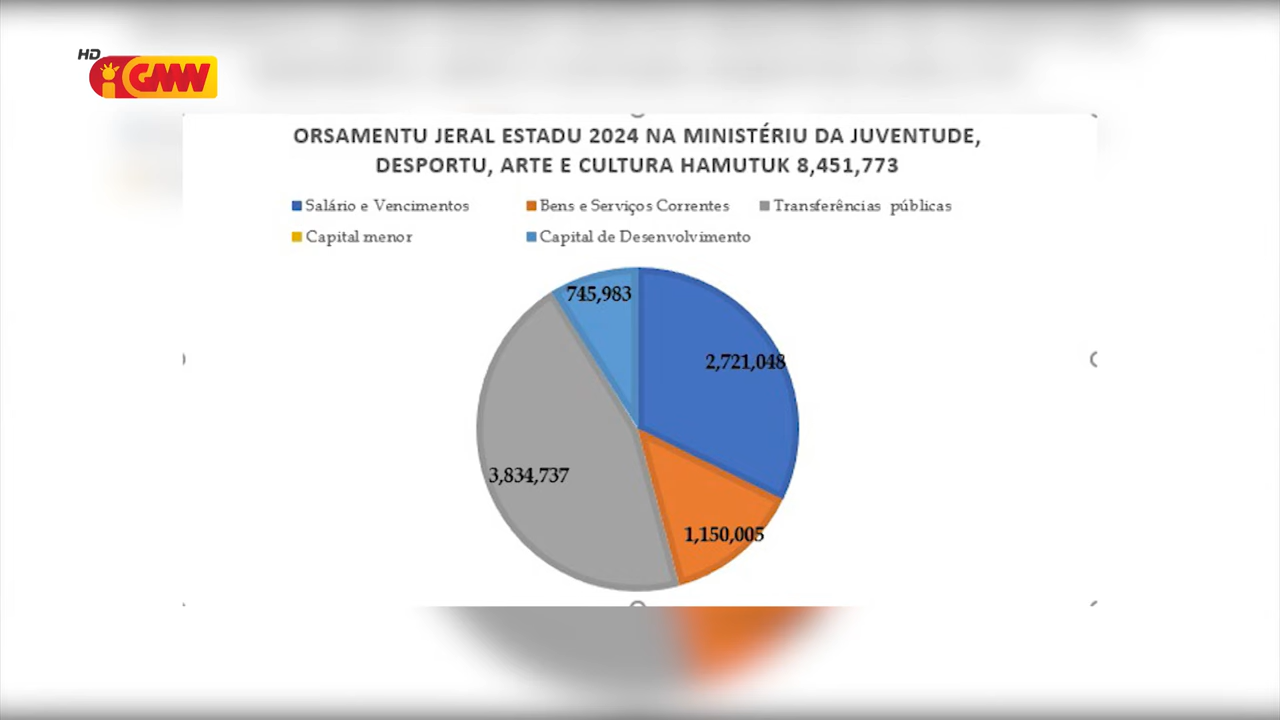 HD
GMN
ORSAMENTU JERAL ESTADU 2024 NA MINISTÉRIU DA JUVENTUDE,
DESPORTU, ARTE E CULTURA HAMUTUK 8,451,773
Salário e Vencimentos Bens e Serviços Correntes Transferências públicas
Capital menor Capital de Desenvolvimento
745,983
2,721,048
3,834,737
1,150,005